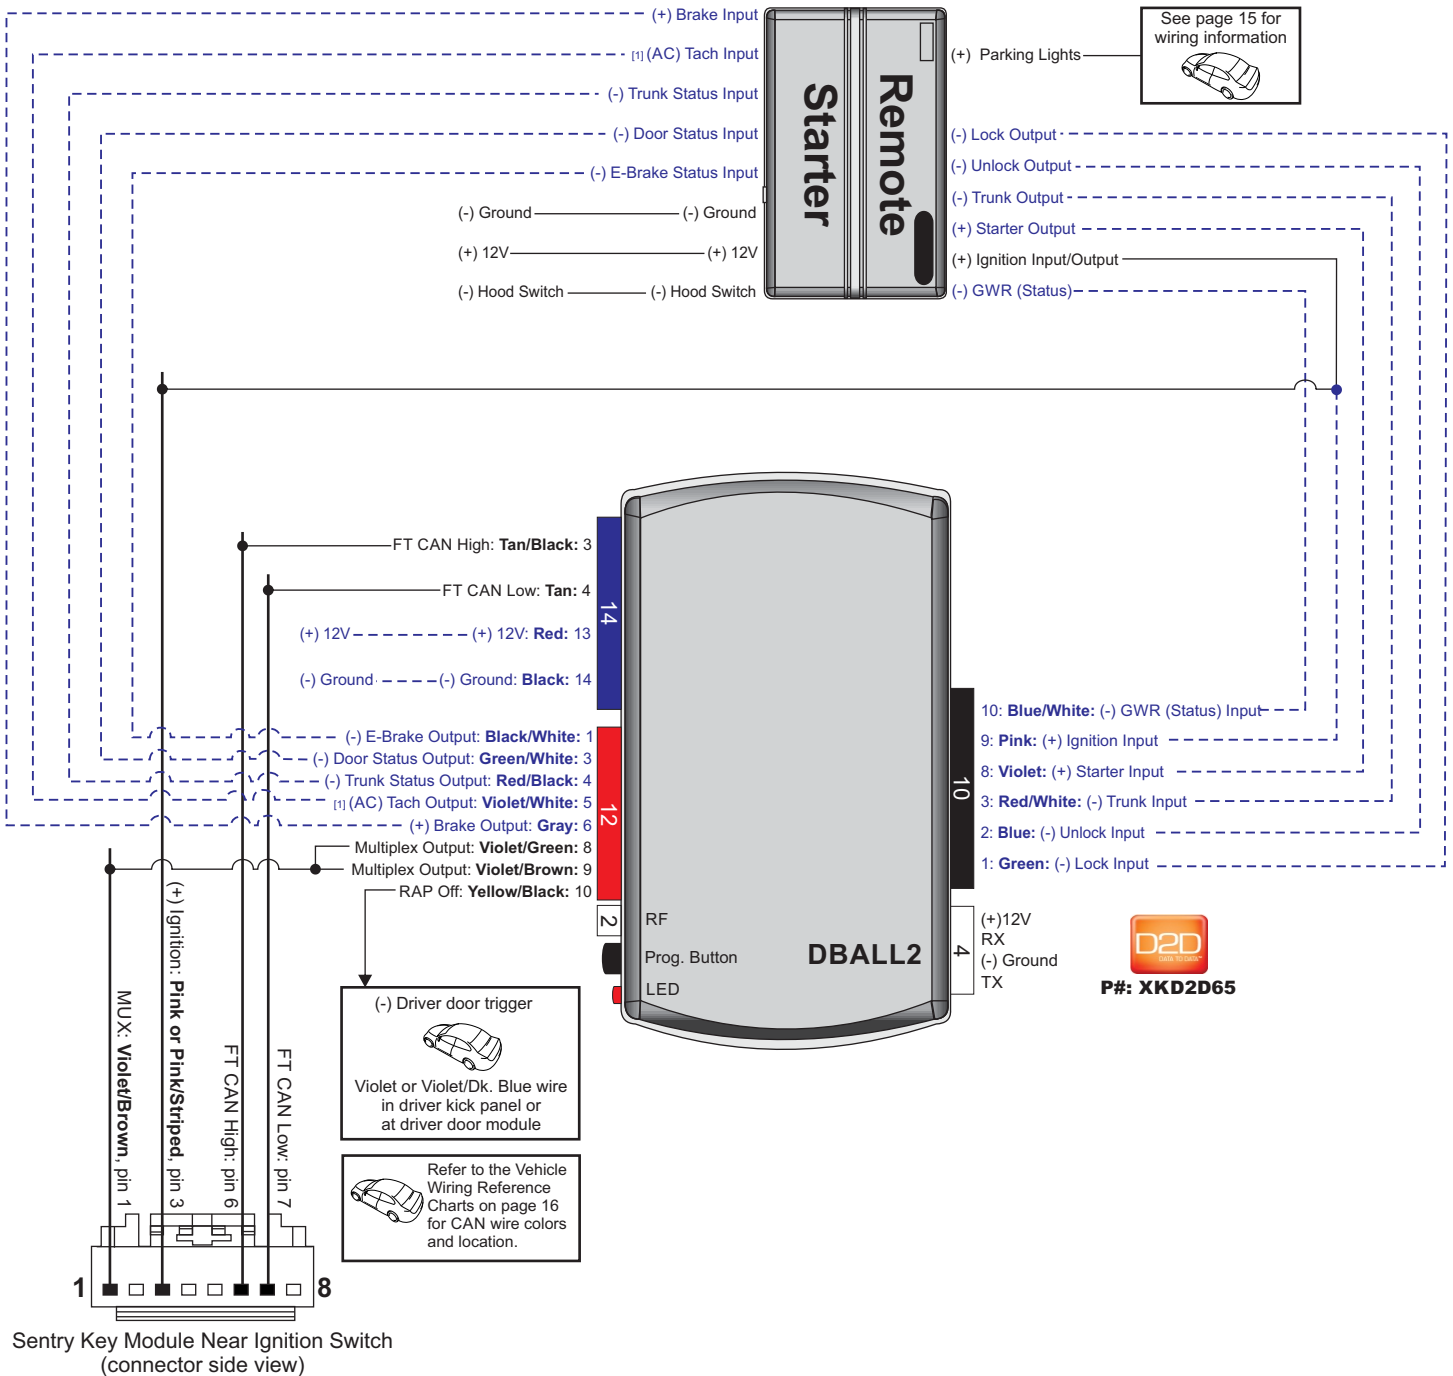 (+) Brake Input
[1] (AC) Tach Input
(-) Trunk Status Input
(-) Door Status Input
(-) E-Brake Status Input
(-) Ground (-) Ground
(+) 12V (+) 12V
(-) Hood Switch (-) Hood Switch
Remote
Starter
(+) Parking Lights
See page 15 for
wiring information
(-) Lock Output
(-) Unlock Output
(-) Trunk Output
(+) Starter Output
(+) Ignition Input/Output
(-) GWR (Status)
FT CAN High: Tan/Black: 3
FT CAN Low: Tan: 4
(+) 12V (+) 12V: Red: 13
(-) Ground (-) Ground: Black: 14
14
(-) E-Brake Output: Black/White: 1
(-) Door Status Output: Green/White: 3
(-) Trunk Status Output: Red/Black: 4
[1] (AC) Tach Output: Violet/White: 5
(+) Brake Output: Gray: 6
Multiplex Output: Violet/Green: 8
Multiplex Output: Violet/Brown: 9
RAP Off: Yellow/Black: 10
12
2
RF
Prog. Button
LED
DBALL2
10
10: Blue/White: (-) GWR (Status) Input
9: Pink: (+) Ignition Input
8: Violet: (+) Starter Input
3: Red/White: (-) Trunk Input
2: Blue: (-) Unlock Input
1: Green: (-) Lock Input
4
(+)12V
RX
(-) Ground
TX
D2D
DATA TO DATA™
P#: XKD2D65
(-) Driver door trigger
Violet or Violet/Dk. Blue wire
in driver kick panel or
at driver door module
Refer to the Vehicle
Wiring Reference
Charts on page 16
for CAN wire colors
and location.
MUX: Violet/Brown, pin 1
(+) Ignition: Pink or Pink/Striped, pin 3
FT CAN High: pin 6
FT CAN Low: pin 7
1 8
Sentry Key Module Near Ignition Switch
(connector side view)